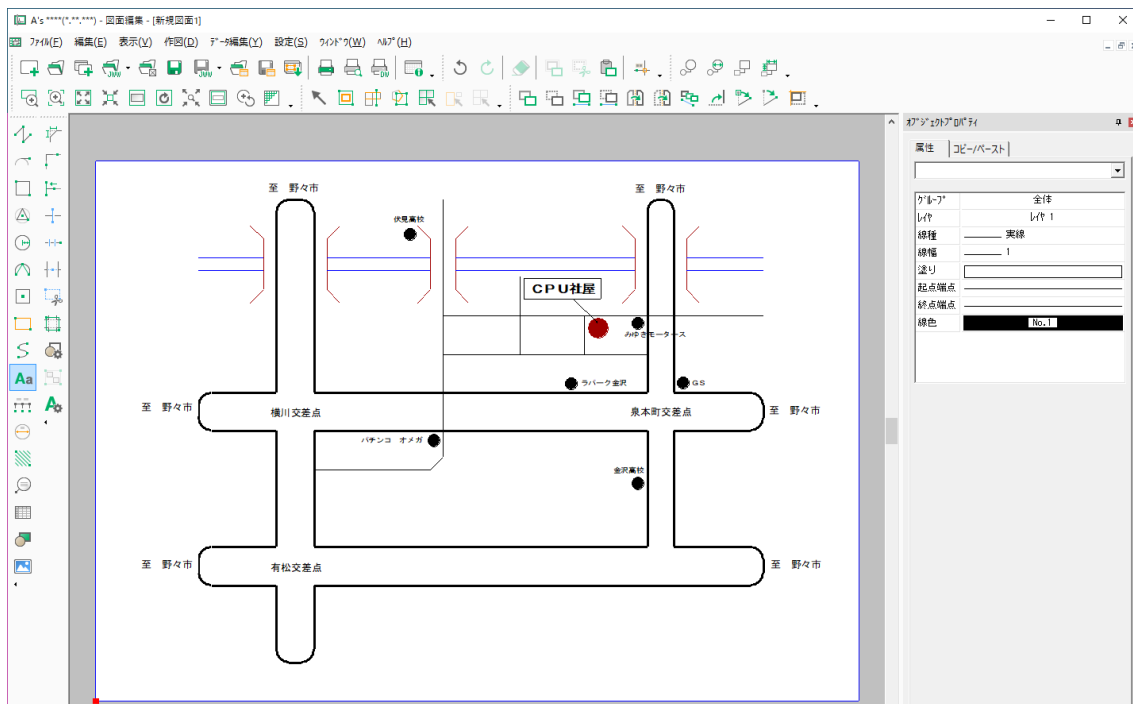 A's ****(*.**.***) - 図面編集 - [新規図面1]
ﾌｧｲﾙ(F) 編集(E) 表示(V) 作図(D) ﾃﾞｰﾀ編集(Y) 設定(S) ｳｨﾝﾄﾞｳ(W) ﾍﾙﾌﾟ(H)
JWW JWW DW
Aa A
ｵﾌﾞｼﾞｪｸﾄﾌﾟﾛﾊﾟﾃｨ
属性 ｺﾋﾟｰ/ﾍﾟｰｽﾄ
ｸﾞﾙｰﾌﾟ 全体
ﾚｲﾔ ﾚｲﾔ 1
線種 実線
線幅 1
塗り
起点端点
終点端点
線色 No.1
至 野々市
至 野々市
伏見高校
CPU社屋
みゆきモータース
ラパーク金沢
GS
至 野々市
横川交差点
泉本町交差点
至 野々市
パチンコ オメガ
金沢高校
至 野々市
有松交差点
至 野々市